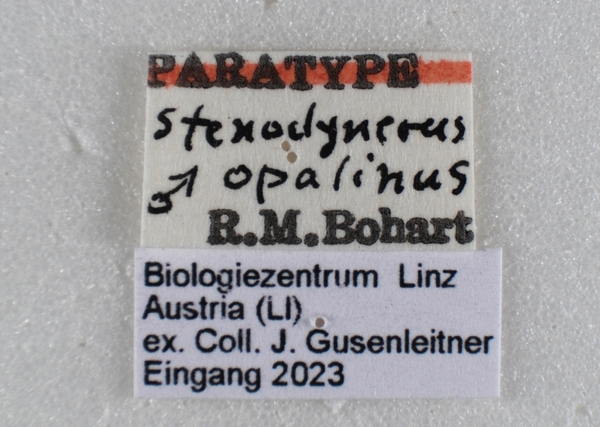 PARATYPE
Stenodynerus
♂ opalinus
R.M.Bohart
Biologiezentrum Linz
Austria (LI)
ex. Coll. J. Gusenleitner
Eingang 2023